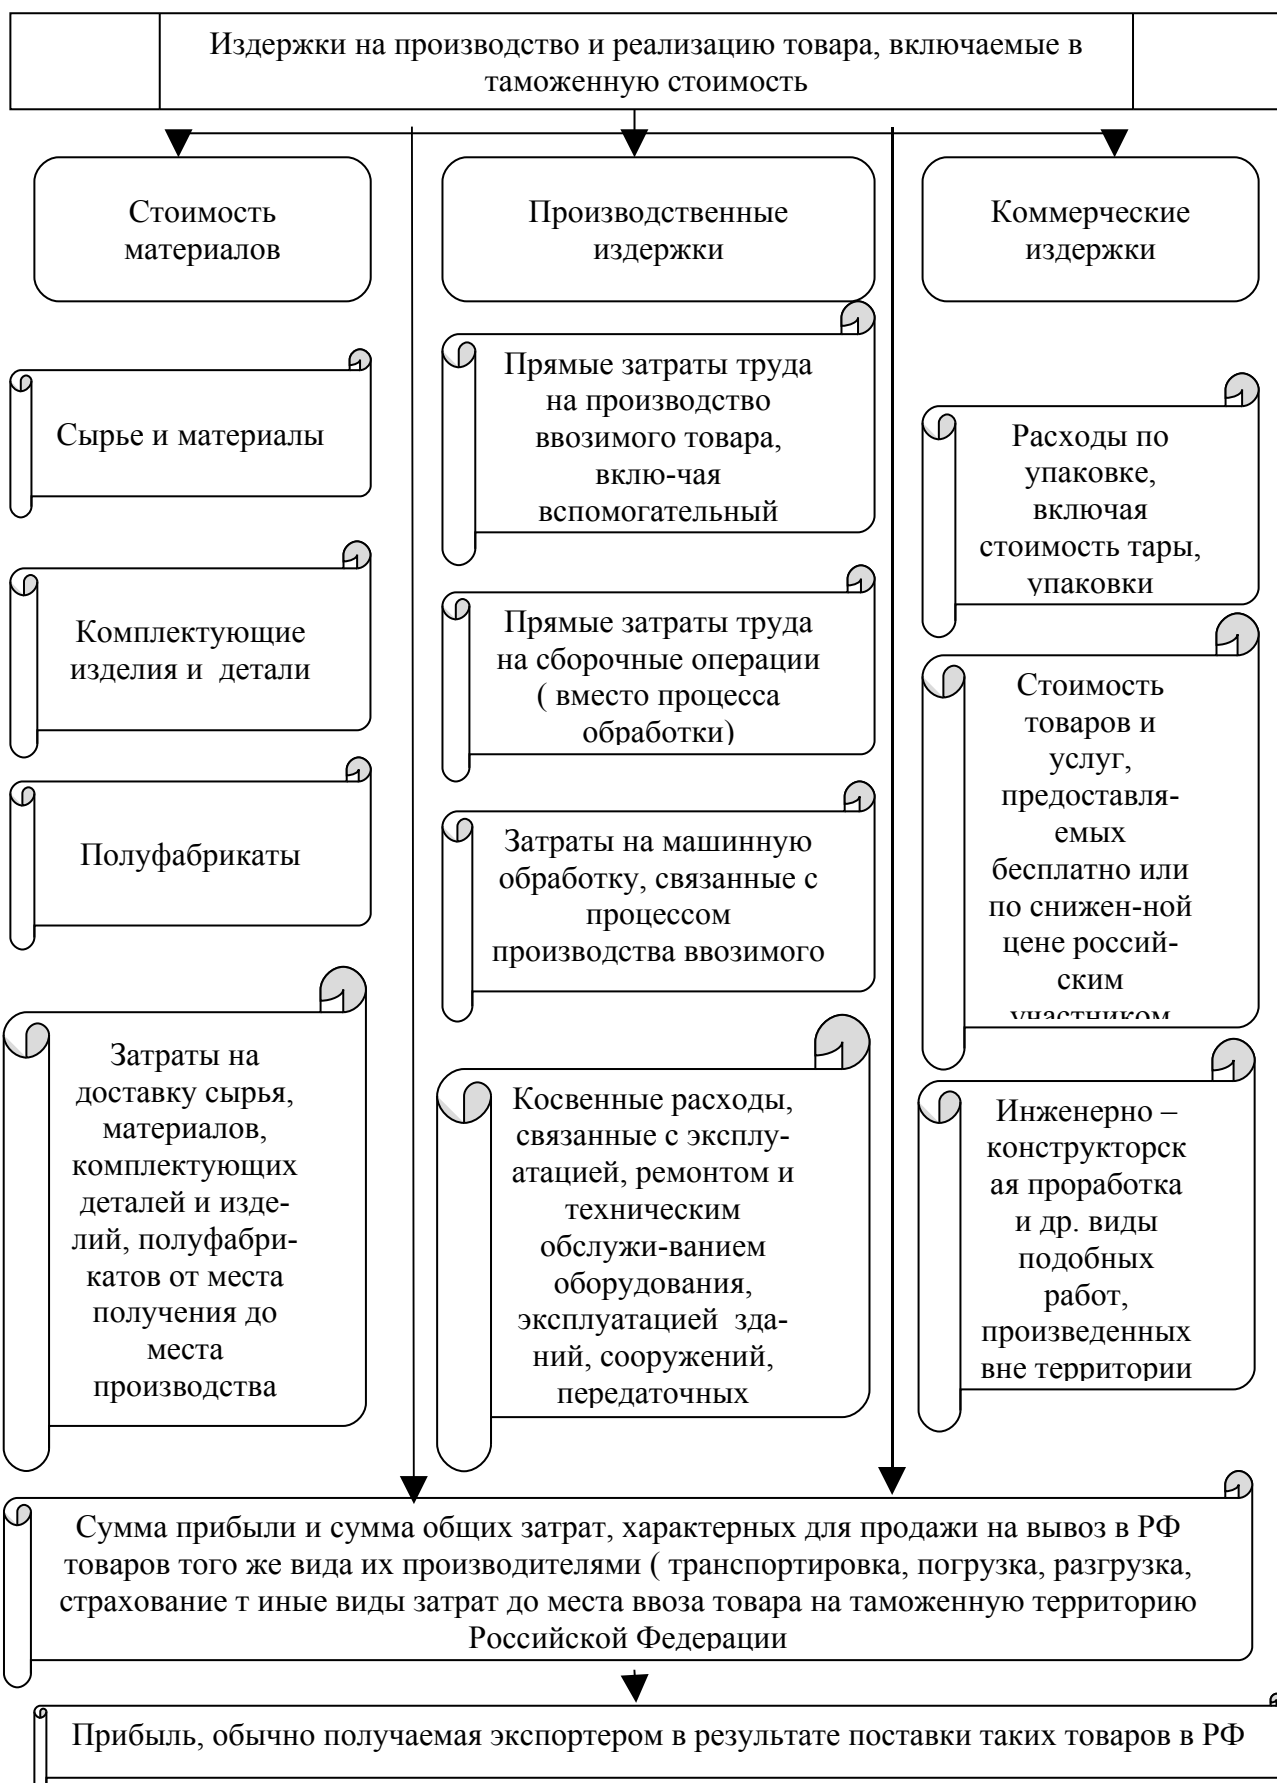 Издержки на производство и реализацию товара, включаемые в
таможенную стоимость
Стоимость
материалов
Производственные
издержки
Коммерческие
издержки
Сырье и материалы
Комплектующие
изделия и  детали
Полуфабрикаты
Затраты на
доставку сырья,
материалов,
комплектующих
деталей и изде-
лий, полуфабри-
катов от места
получения до
места
производства
Прямые затраты труда
на производство
ввозимого товара,
вклю-чая
вспомогательный
Прямые затраты труда
на сборочные операции
( вместо процесса
обработки)
Затраты на машинную
обработку, связанные с
процессом
производства ввозимого
Косвенные расходы,
связанные с эксплу-
атацией, ремонтом и
техническим
обслужи-ванием
оборудования,
эксплуатацией  зда-
ний, сооружений,
передаточных
Расходы по
упаковке,
включая
стоимость тары,
упаковки
Стоимость
товаров и
услуг,
предоставля-
емых
бесплатно или
по снижен-ной
цене россий-
ским
участником
Инженерно –
конструкторск
ая проработка
и др. виды
подобных
работ,
произведенных
вне территории
Сумма прибыли и сумма общих затрат, характерных для продажи на вывоз в РФ
товаров того же вида их производителями ( транспортировка, погрузка, разгрузка,
страхование т иные виды затрат до места ввоза товара на таможенную территорию
Российской Федерации
Прибыль, обычно получаемая экспортером в результате поставки таких товаров в РФ